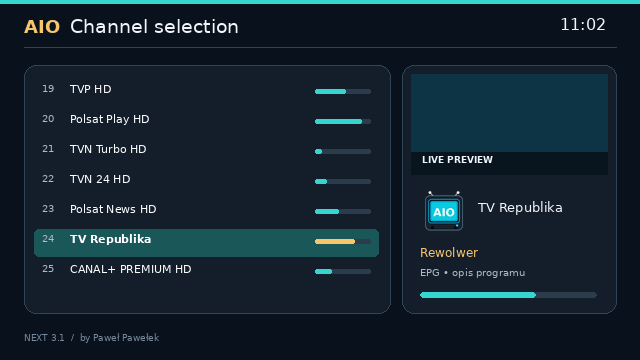 AIO Channel selection
11:02
19 TVP HD
20 Polsat Play HD
21 TVN Turbo HD
22 TVN 24 HD
23 Polsat News HD
24 TV Republika
25 CANAL+ PREMIUM HD
LIVE PREVIEW
AIO
TV Republika
Rewolwer
EPG • opis programu
NEXT 3.1 / by Paweł Pawełek